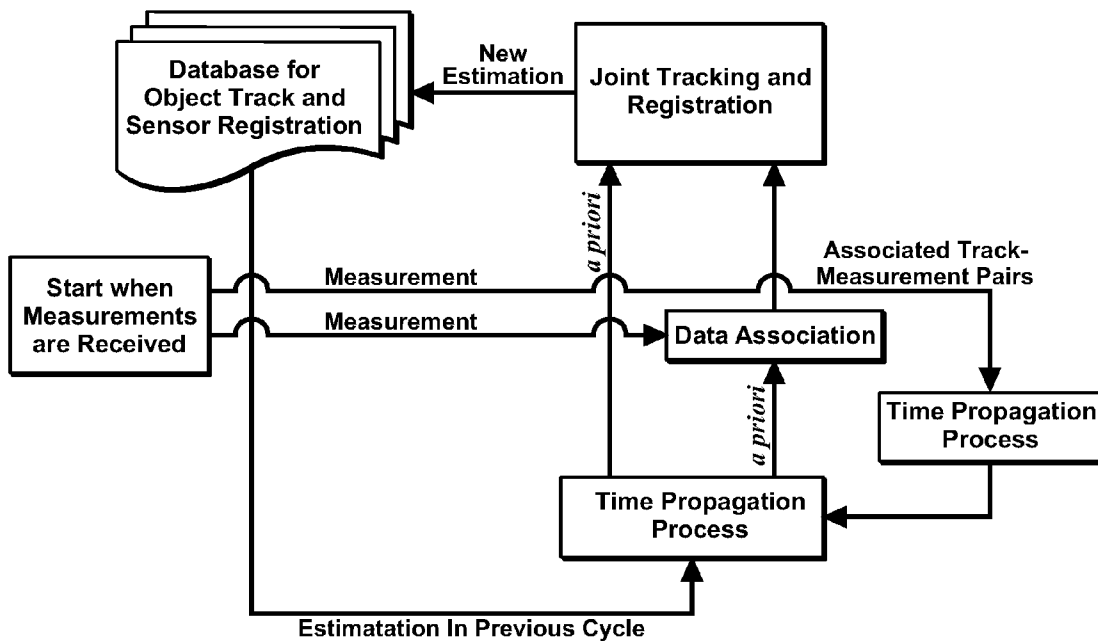 Database for
Object Track and
Sensor Registration
New
Estimation
Joint Tracking and
Registration
a priori
Associated Track-
Measurement Pairs
Start when
Measurements
are Received
Measurement
Measurement
Data Association
a priori
Time Propagation
Process
Time Propagation
Process
Estimatation In Previous Cycle